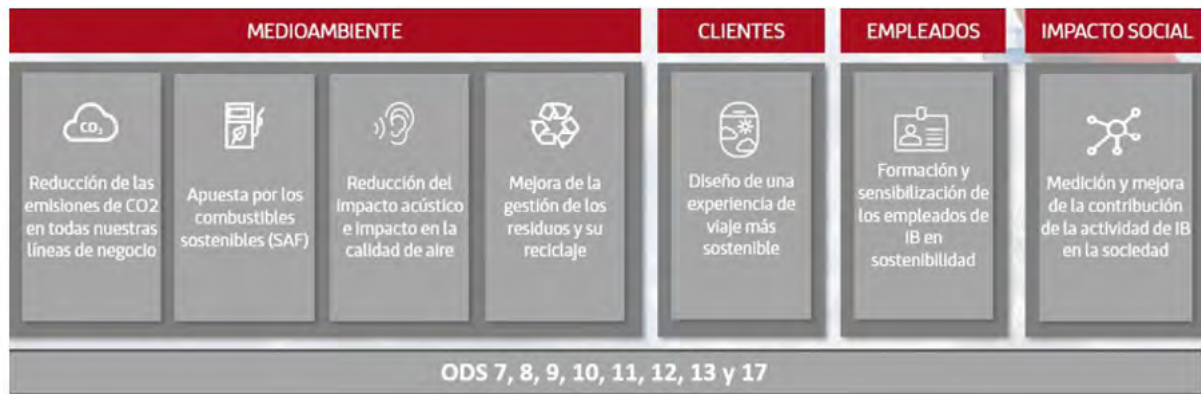 MEDIOAMBIENTE
CO₂
Reducción de las
emisiones de CO2
en todas nuestras
líneas de negocio
Apuesta por los
combustibles
sostenibles (SAF)
Reducción del
impacto acústico
e impacto en la
calidad de aire
Mejora de la
gestión de los
residuos y su
reciclaje
CLIENTES
Diseño de una
experiencia de
viaje más
sostenible
EMPLEADOS
Formación y
sensibilización de
los empleados de
IB en
sostenibilidad
IMPACTO SOCIAL
Medición y mejora
de la contribución
de la actividad de IB
en la sociedad
ODS 7, 8, 9, 10, 11, 12, 13 y 17